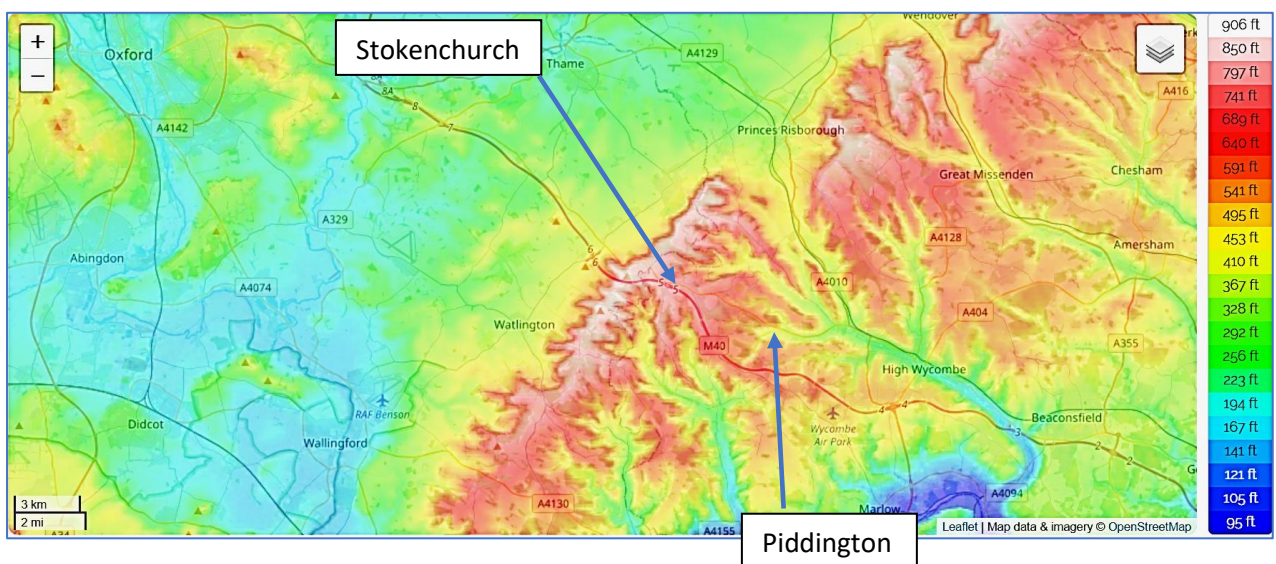 +
−
Oxford
Stokenchurch
Thame
A4129
Wendover
906 ft
850 ft
797 ft
741 ft
689 ft
640 ft
591 ft
541 ft
495 ft
453 ft
410 ft
367 ft
328 ft
292 ft
256 ft
223 ft
194 ft
167 ft
141 ft
121 ft
105 ft
95 ft
8A
8
7
A416
A4142
Princes Risborough
Great Missenden
Chesham
A329
A4128
Amersham
Abingdon
6
6
A4010
A4074
5
5
A404
Watlington
M40
A355
High Wycombe
RAF Benson
Didcot
Wallingford
Wycombe
Air Park
4
4
Beaconsfield
3
2
2
3 km
2 mi
A34
A4130
A4155
Marlow
A4094
Leaflet | Map data & imagery © OpenStreetMap
Piddington